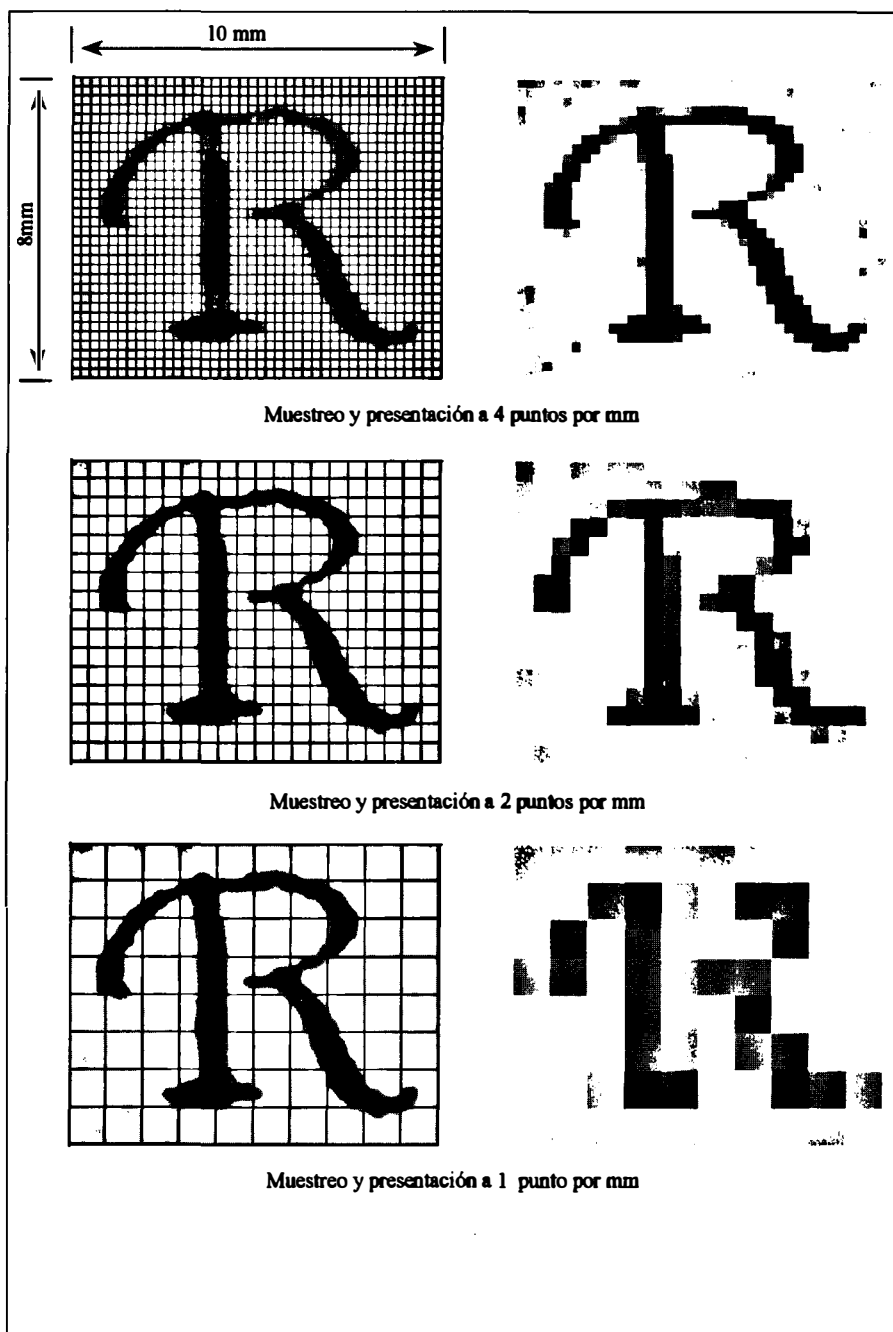 10 mm
8mm
R
Muestreo y presentación a 4 puntos por mm
R
Muestreo y presentación a 2 puntos por mm
R
Muestreo y presentación a 1 punto por mm